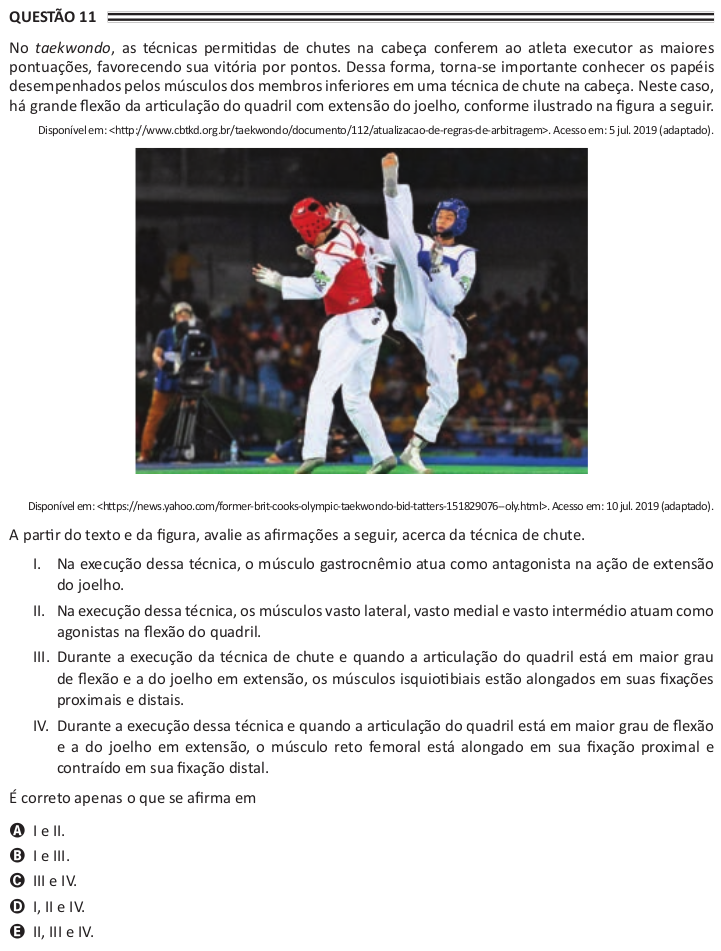 QUESTÃO 11
No taekwondo, as técnicas permitidas de chutes na cabeça conferem ao atleta executor as maiores
pontuações, favorecendo sua vitória por pontos. Dessa forma, torna-se importante conhecer os papéis
desempenhados pelos músculos dos membros inferiores em uma técnica de chute na cabeça. Neste caso,
há grande flexão da articulação do quadril com extensão do joelho, conforme ilustrado na figura a seguir.
Disponível em: <http://www.cbtkd.org.br/taekwondo/documento/112/atualizacao-de-regras-de-arbitragem>. Acesso em: 5 jul. 2019 (adaptado).
Disponível em: <https://news.yahoo.com/former-brit-cooks-olympic-taekwondo-bid-tatters-151829076--oly.html>. Acesso em: 10 jul. 2019 (adaptado).
A partir do texto e da figura, avalie as afirmações a seguir, acerca da técnica de chute.
I. Na execução dessa técnica, o músculo gastrocnêmio atua como antagonista na ação de extensão
do joelho.
II. Na execução dessa técnica, os músculos vasto lateral, vasto medial e vasto intermédio atuam como
agonistas na flexão do quadril.
III. Durante a execução da técnica de chute e quando a articulação do quadril está em maior grau
de flexão e a do joelho em extensão, os músculos isquiotibiais estão alongados em suas fixações
proximais e distais.
IV. Durante a execução dessa técnica e quando a articulação do quadril está em maior grau de flexão
e a do joelho em extensão, o músculo reto femoral está alongado em sua fixação proximal e
contraído em sua fixação distal.
É correto apenas o que se afirma em
A I e II.
B I e III.
C III e IV.
D I, II e IV.
E II, III e IV.